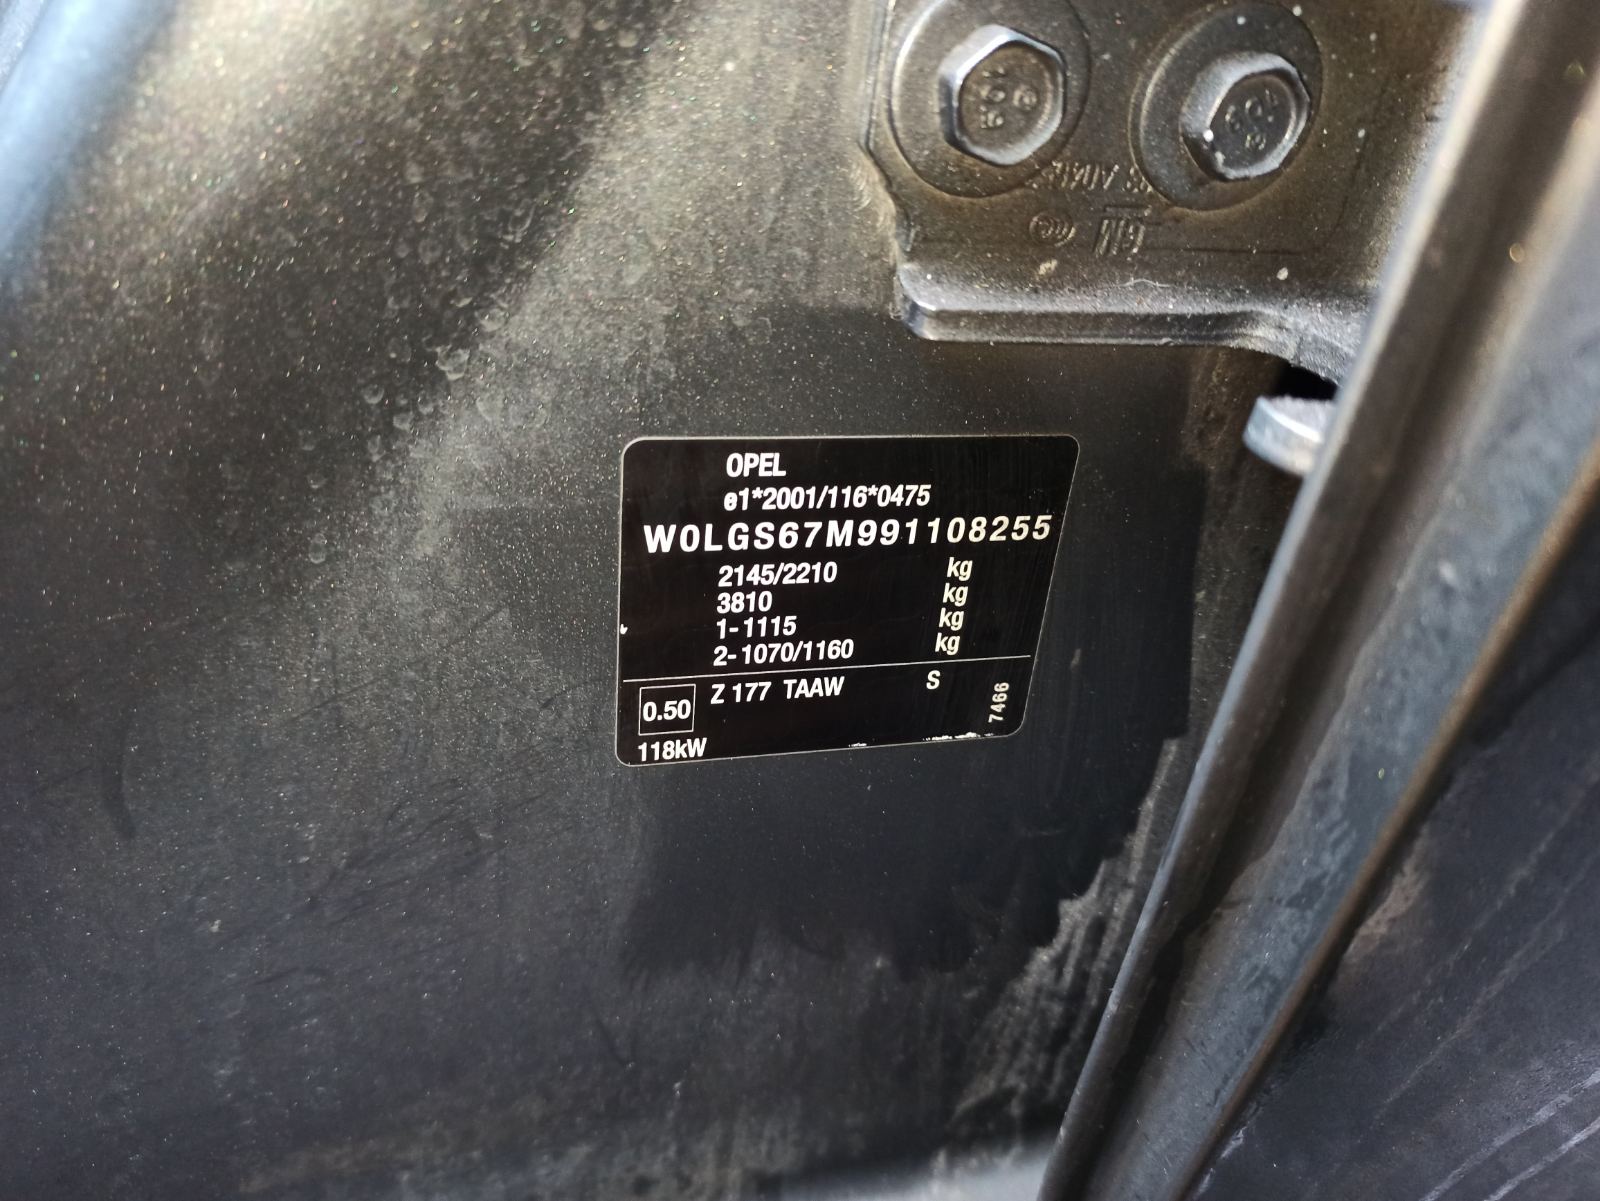 OPEL
e1*2001/116*0475
W0LGS67M991108255
2145/2210 kg
3810 kg
1-1115 kg
2-1070/1160 kg
0.50 Z 177 TAAW S
7466
118kW
GM